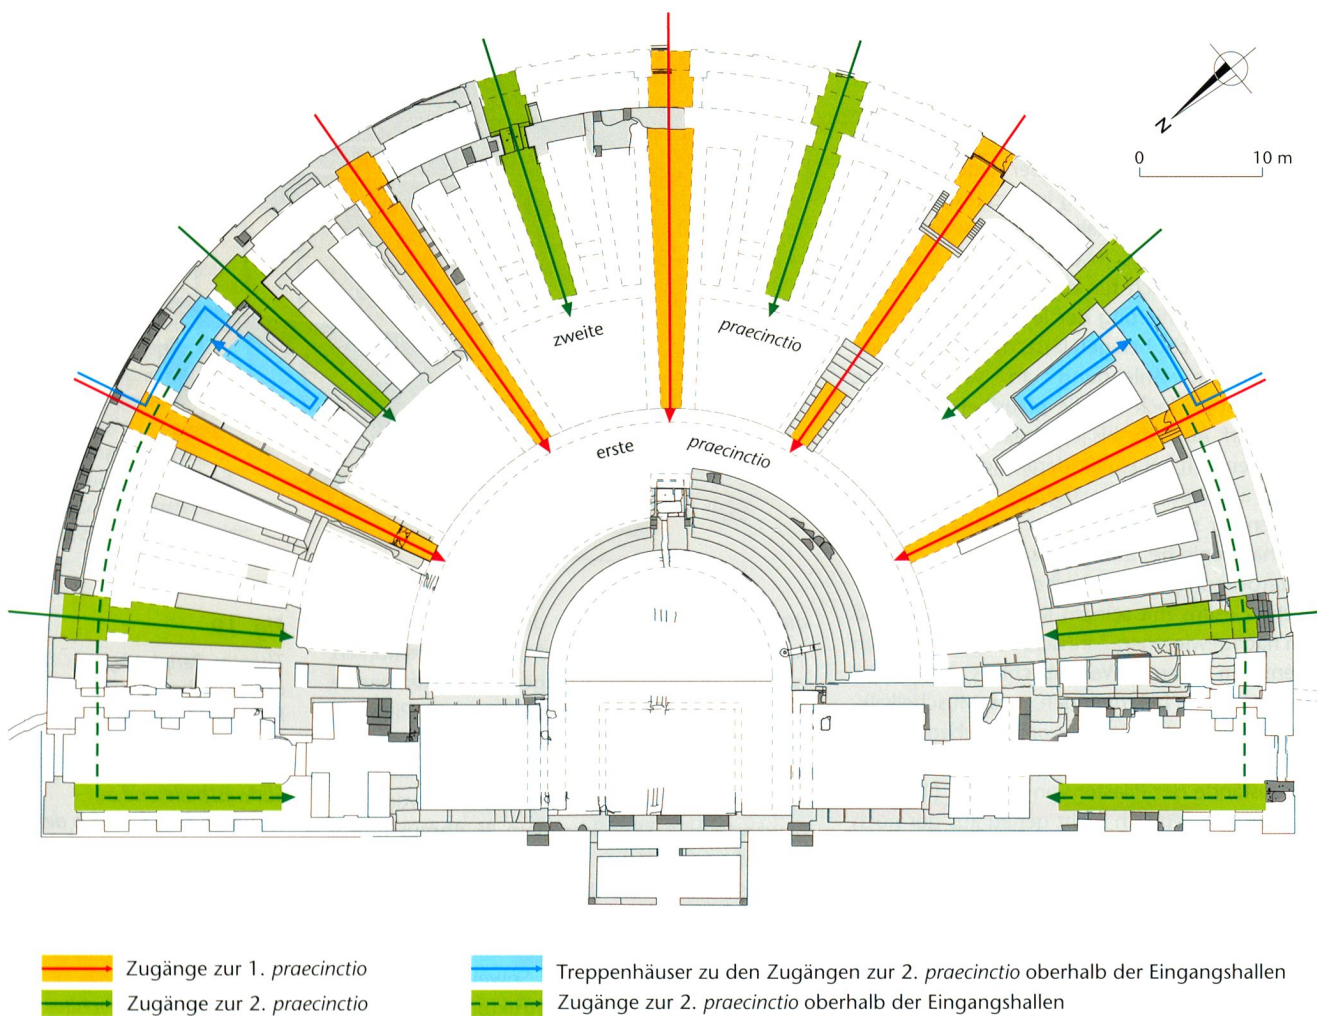 N
0 10 m
zweite praecinctio
erste praecinctio
Zugänge zur 1. praecinctio
Zugänge zur 2. praecinctio
Treppenhäuser zu den Zugängen zur 2. praecinctio oberhalb der Eingangshallen
Zugänge zur 2. praecinctio oberhalb der Eingangshallen